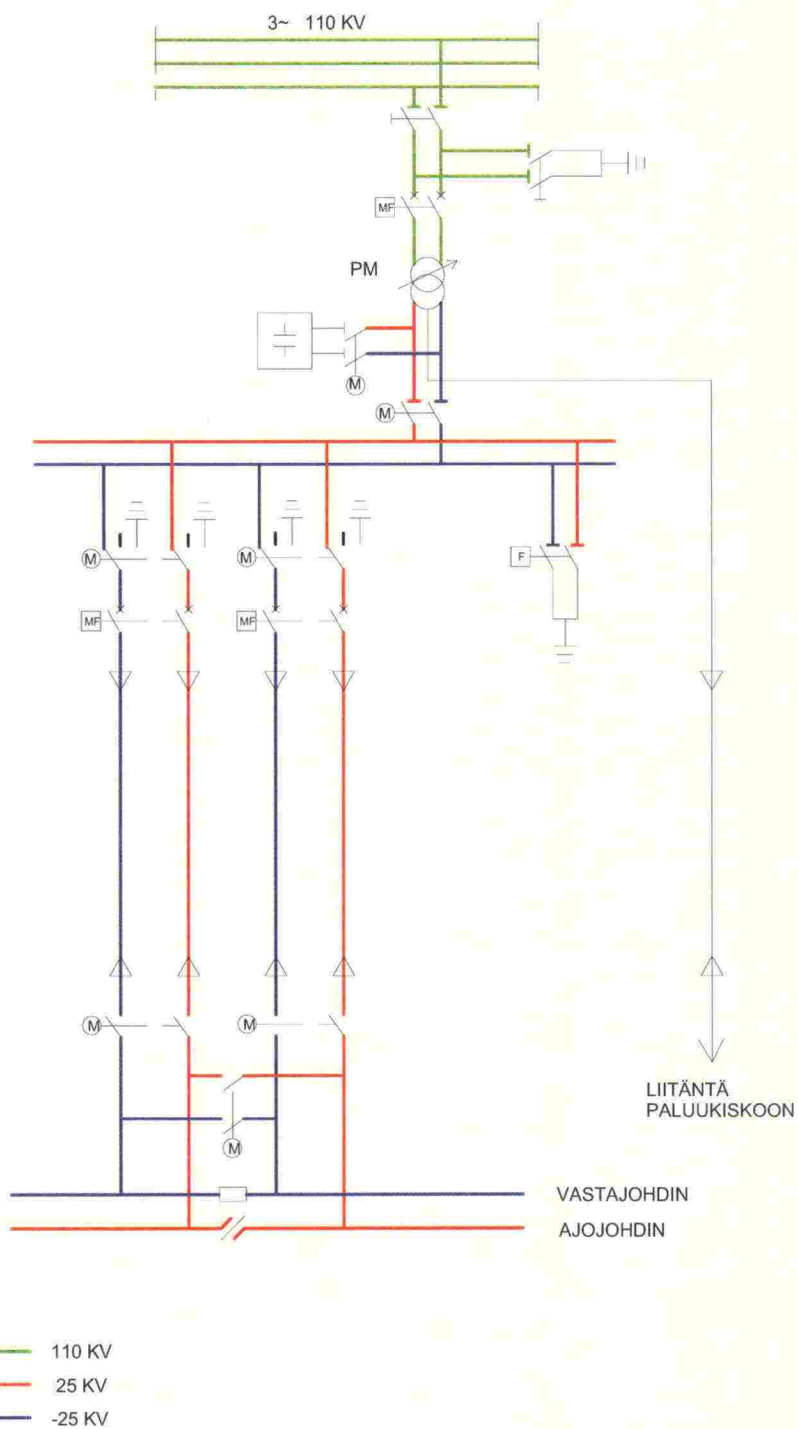 3~ 110 KV
MF
PM
M
M
M
M
F
MF
MF
M
M
M
LIITÄNTÄ
PALUUKISKOON
VASTAJOHDIN
AJOJOHDIN
110 KV
25 KV
-25 KV